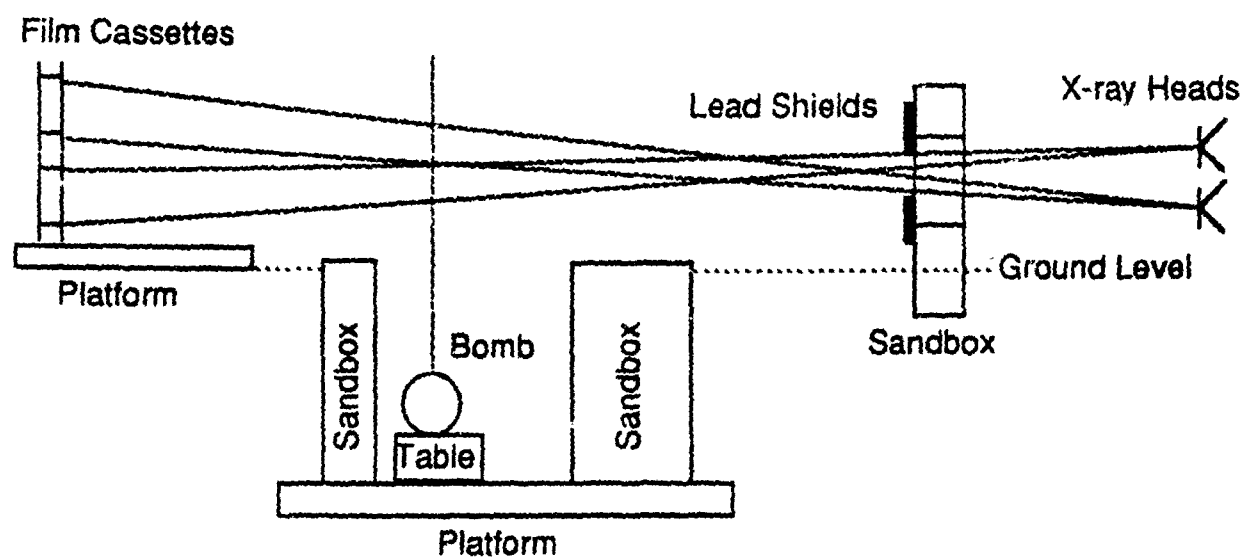 Film Cassettes
Lead Shields
X-ray Heads
Platform
Ground Level
Sandbox
Bomb
Sandbox
Sandbox
Table
Platform